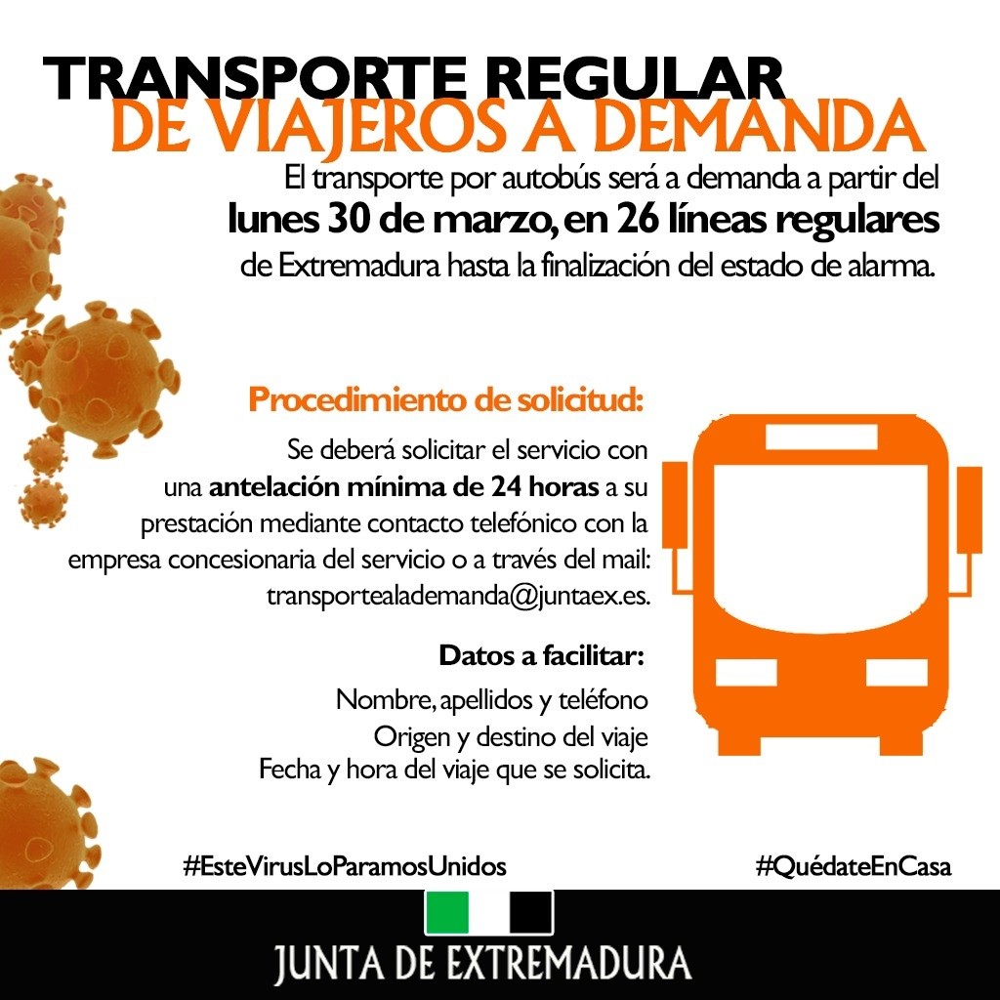 TRANSPORTE REGULAR
DE VIAJEROS A DEMANDA
El transporte por autobús será a demanda a partir del
lunes 30 de marzo, en 26 líneas regulares
de Extremadura hasta la finalización del estado de alarma.
Procedimiento de solicitud:
Se deberá solicitar el servicio con
una antelación mínima de 24 horas a su
prestación mediante contacto telefónico con la
empresa concesionaria del servicio o a través del mail:
transportealademanda@juntaex.es.
Datos a facilitar:
Nombre, apellidos y teléfono
Origen y destino del viaje
Fecha y hora del viaje que se solicita.
#EsteVirusLoParamosUnidos
#QuédateEnCasa
JUNTA DE EXTREMADURA